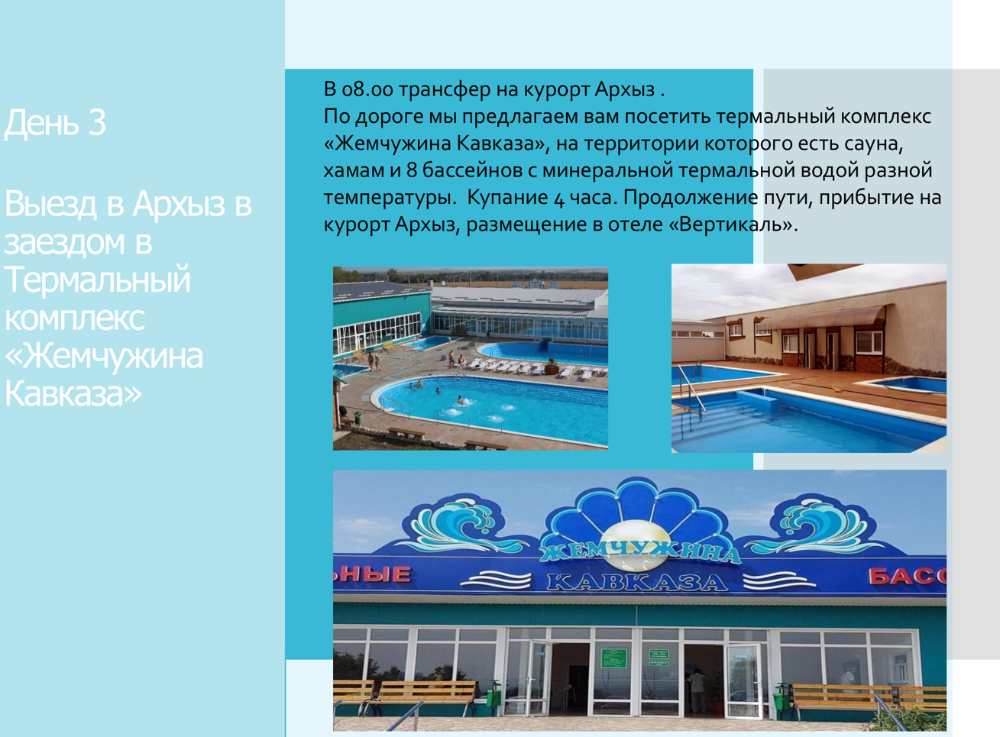 День 3
Выезд в Архыз в
заездом в
Термальный
комплекс
«Жемчужина
Кавказа»
В 08.00 трансфер на курорт Архыз .
По дороге мы предлагаем вам посетить термальный комплекс
«Жемчужина Кавказа», на территории которого есть сауна,
хамам и 8 бассейнов с минеральной термальной водой разной
температуры.  Купание 4 часа. Продолжение пути, прибытие на
курорт Архыз, размещение в отеле «Вертикаль».
ЖЕМЧУЖИНА
ЬНЫЕ
КАВКАЗА
БАСС